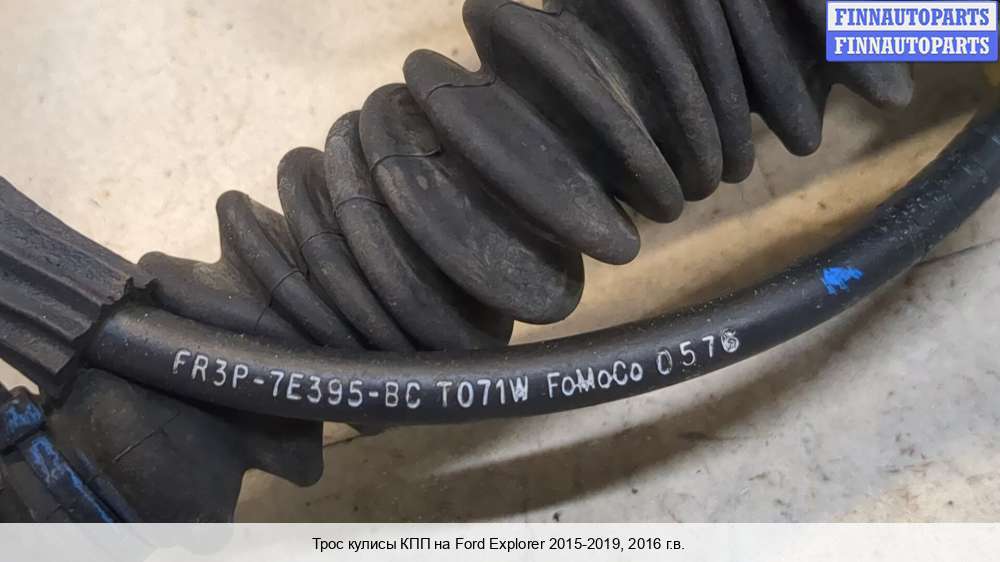 FINNAUTOPARTS
FINNAUTOPARTS
FR3P-7E395-BC T071W FoMoCo 0576
Трос кулисы КПП на Ford Explorer 2015-2019, 2016 г.в.